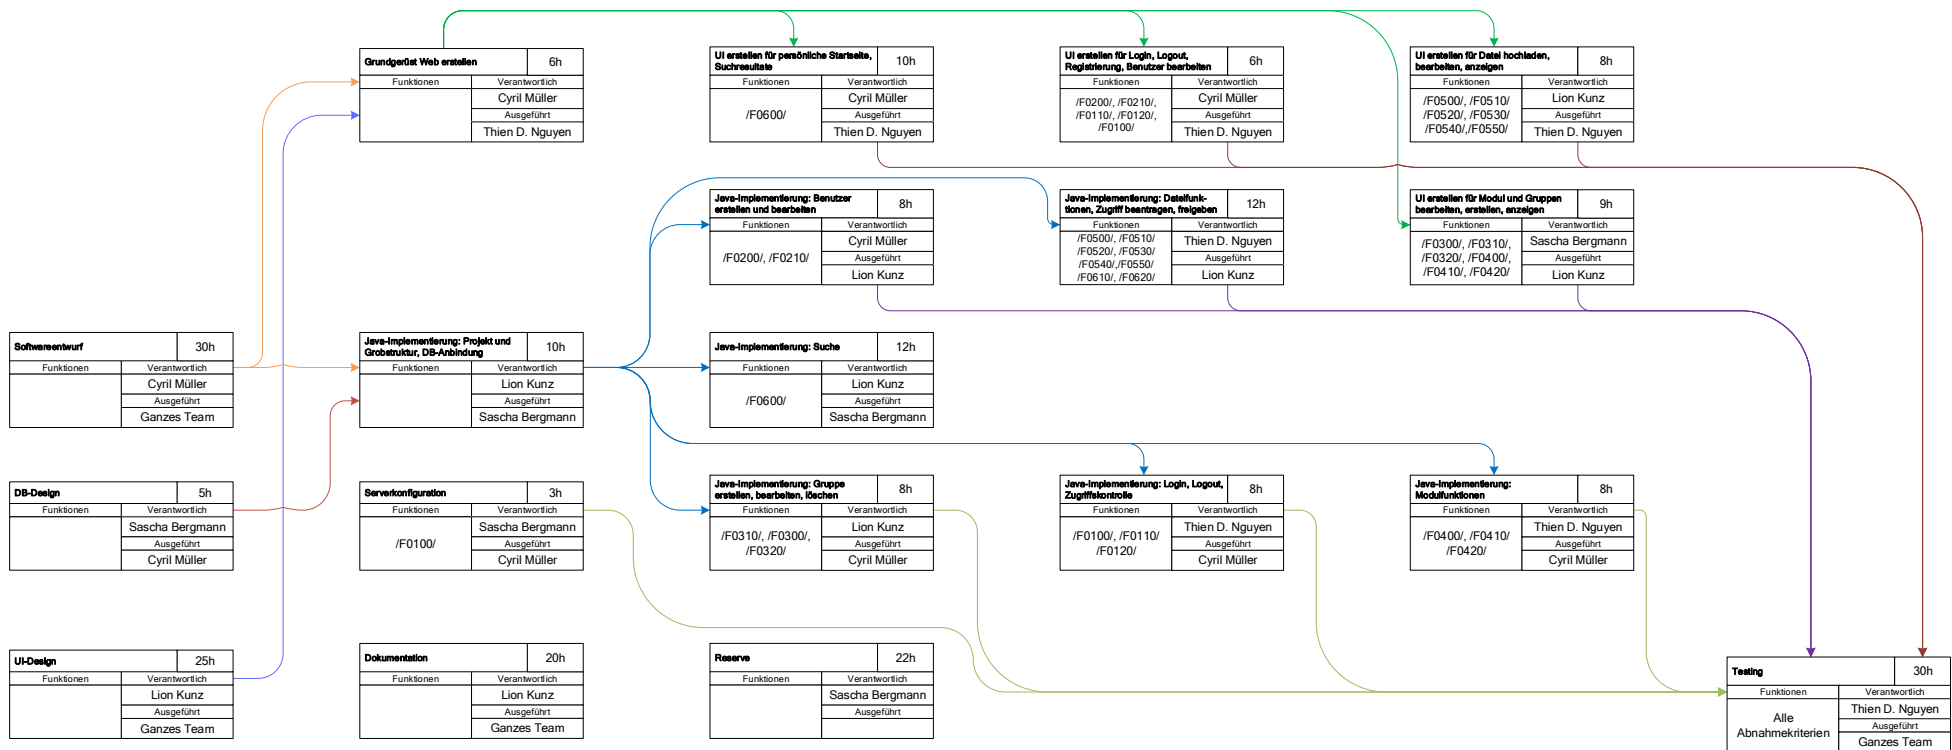 Grundgerüst Web erstellen
6h
Funktionen
Verantwortlich
Cyril Müller
Ausgeführt
Thien D. Nguyen
UI erstellen für persönliche Startseite,
Suchresultate
10h
Funktionen
Verantwortlich
/F0600/
Cyril Müller
Ausgeführt
Thien D. Nguyen
UI erstellen für Login, Logout,
Registrierung, Benutzer bearbeiten
6h
Funktionen
Verantwortlich
/F0200/, /F0210/,
/F0110/, /F0120/,
/F0100/
Cyril Müller
Ausgeführt
Thien D. Nguyen
UI erstellen für Datei hochladen,
bearbeiten, anzeigen
8h
Funktionen
Verantwortlich
/F0500/, /F0510/
/F0520/, /F0530/
/F0540/,/F0550/
Lion Kunz
Ausgeführt
Thien D. Nguyen
Java-Implementierung: Benutzer
erstellen und bearbeiten
8h
Funktionen
Verantwortlich
/F0200/, /F0210/
Cyril Müller
Ausgeführt
Lion Kunz
Java-Implementierung: Dateifunk-
tionen, Zugriff beantragen, freigeben
12h
Funktionen
Verantwortlich
/F0500/, /F0510/
/F0520/, /F0530/
/F0540/,/F0550/
/F0610/, /F0620/
Thien D. Nguyen
Ausgeführt
Lion Kunz
UI erstellen für Modul und Gruppen
bearbeiten, erstellen, anzeigen
9h
Funktionen
Verantwortlich
/F0300/, /F0310/,
/F0320/, /F0400/,
/F0410/, /F0420/
Sascha Bergmann
Ausgeführt
Lion Kunz
Softwareentwurf
30h
Funktionen
Verantwortlich
Cyril Müller
Ausgeführt
Ganzes Team
Java-Implementierung: Projekt und
Grobstruktur, DB-Anbindung
10h
Funktionen
Verantwortlich
Lion Kunz
Ausgeführt
Sascha Bergmann
Java-Implementierung: Suche
12h
Funktionen
Verantwortlich
/F0600/
Lion Kunz
Ausgeführt
Sascha Bergmann
DB-Design
5h
Funktionen
Verantwortlich
Sascha Bergmann
Ausgeführt
Cyril Müller
Serverkonfiguration
3h
Funktionen
Verantwortlich
/F0100/
Sascha Bergmann
Ausgeführt
Cyril Müller
Java-Implementierung: Gruppe
erstellen, bearbeiten, löschen
8h
Funktionen
Verantwortlich
/F0310/, /F0300/,
/F0320/
Lion Kunz
Ausgeführt
Cyril Müller
Java-Implementierung: Login, Logout,
Zugriffskontrolle
8h
Funktionen
Verantwortlich
/F0100/, /F0110/
/F0120/
Thien D. Nguyen
Ausgeführt
Cyril Müller
Java-Implementierung:
Modulfunktionen
8h
Funktionen
Verantwortlich
/F0400/, /F0410/
/F0420/
Thien D. Nguyen
Ausgeführt
Cyril Müller
UI-Design
25h
Funktionen
Verantwortlich
Lion Kunz
Ausgeführt
Ganzes Team
Dokumentation
20h
Funktionen
Verantwortlich
Lion Kunz
Ausgeführt
Ganzes Team
Reserve
22h
Funktionen
Verantwortlich
Sascha Bergmann
Ausgeführt
Testing
30h
Funktionen
Verantwortlich
Alle
Abnahmekriterien
Thien D. Nguyen
Ausgeführt
Ganzes Team